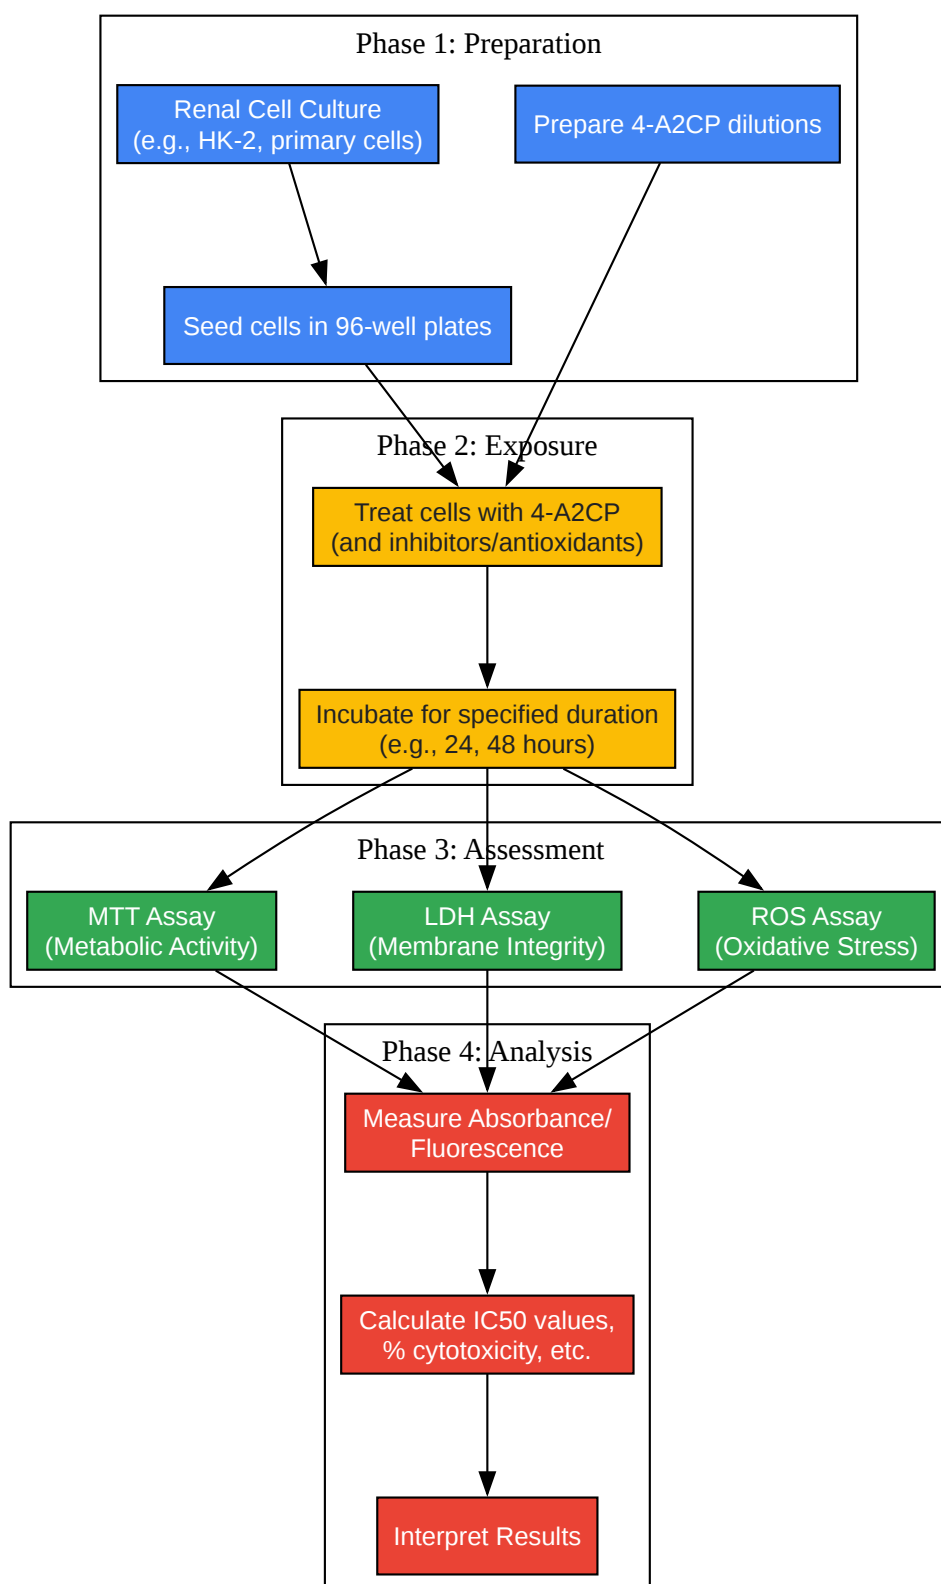 Phase 1: Preparation
Renal Cell Culture
(e.g., HK-2, primary cells)
Prepare 4-A2CP dilutions
Seed cells in 96-well plates
Phase 2: Exposure
Treat cells with 4-A2CP
(and inhibitors/antioxidants)
Incubate for specified duration
(e.g., 24, 48 hours)
Phase 3: Assessment
MTT Assay
(Metabolic Activity)
LDH Assay
(Membrane Integrity)
ROS Assay
(Oxidative Stress)
Phase 4: Analysis
Measure Absorbance/
Fluorescence
Calculate IC50 values,
% cytotoxicity, etc.
Interpret Results